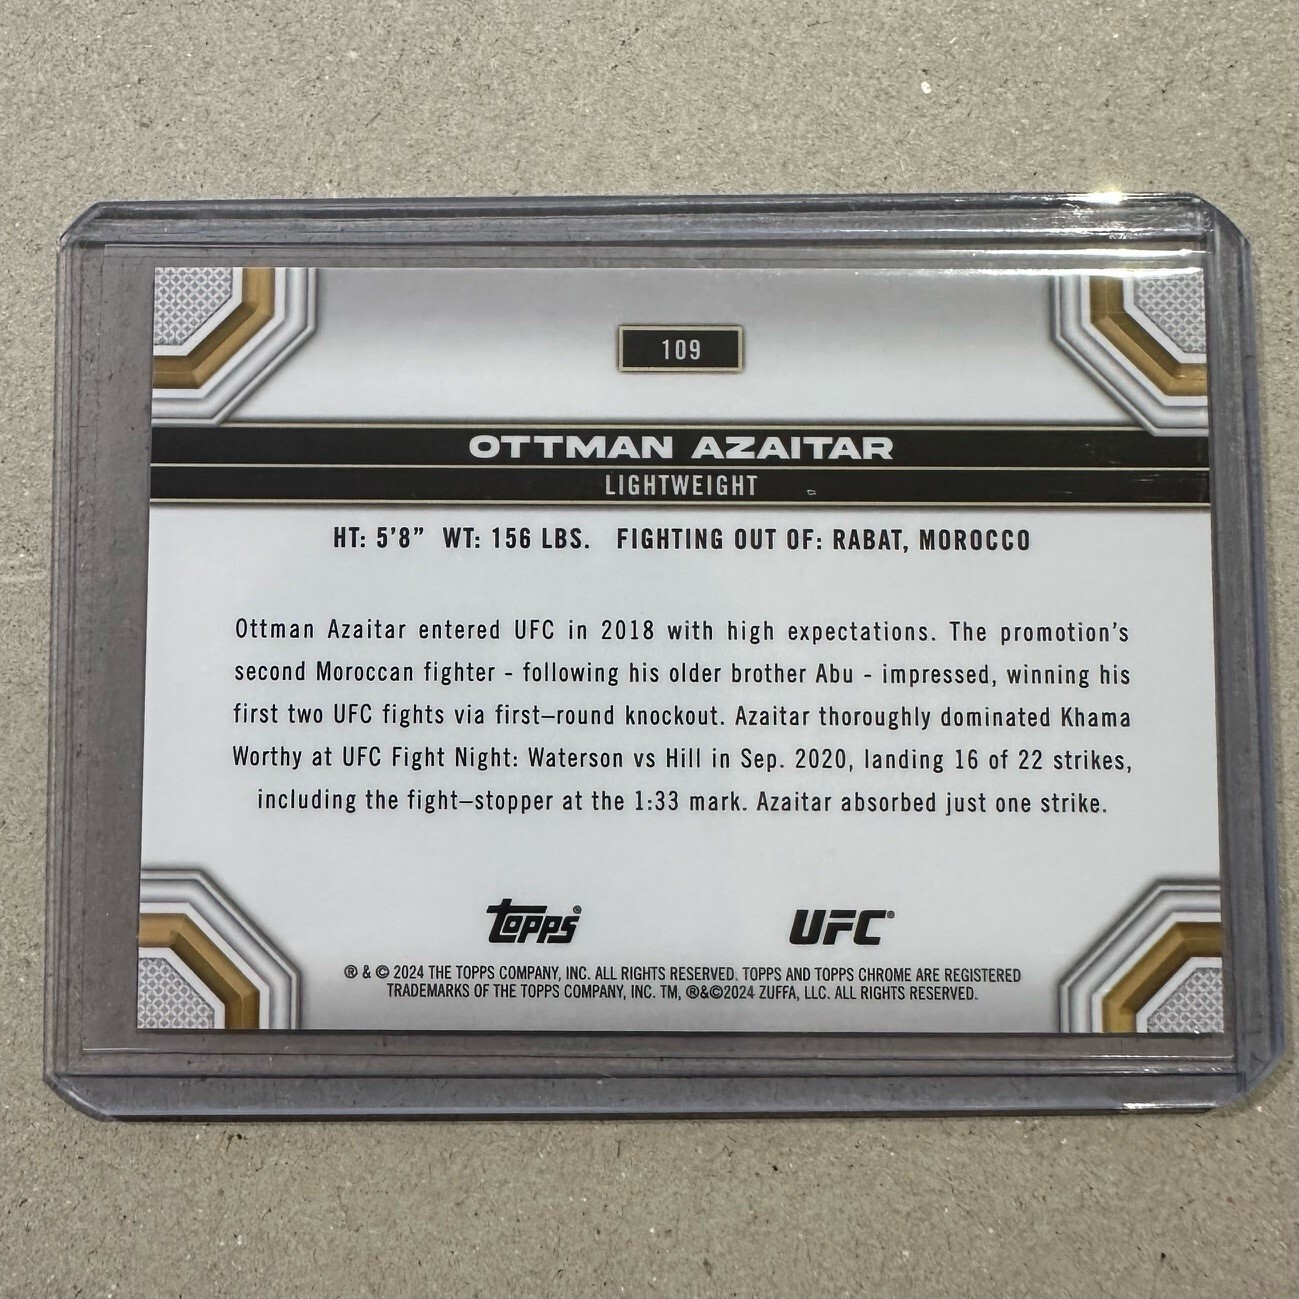 109
OTTMAN AZAITAR
LIGHTWEIGHT
HT: 5'8" WT: 156 LBS. FIGHTING OUT OF: RABAT, MOROCCO
Ottman Azaitar entered UFC in 2018 with high expectations. The promotion's
second Moroccan fighter - following his older brother Abu - impressed, winning his
first two UFC fights via first–round knockout. Azaitar thoroughly dominated Khama
Worthy at UFC Fight Night: Waterson vs Hill in Sep. 2020, landing 16 of 22 strikes,
including the fight–stopper at the 1:33 mark. Azaitar absorbed just one strike.
topps® UFC®
® & © 2024 THE TOPPS COMPANY, INC. ALL RIGHTS RESERVED. TOPPS AND TOPPS CHROME ARE REGISTERED
TRADEMARKS OF THE TOPPS COMPANY, INC. TM, ®&©2024 ZUFFA, LLC. ALL RIGHTS RESERVED.